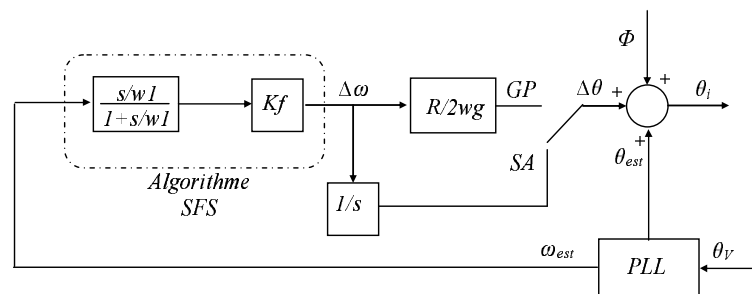 Φ
s/w1
1+s/w1
Kf
Δω
R/2wg
GP
Δθ
+
+
θi
SA
+
θest
Algorithme
SFS
1/s
ωest
PLL
θV